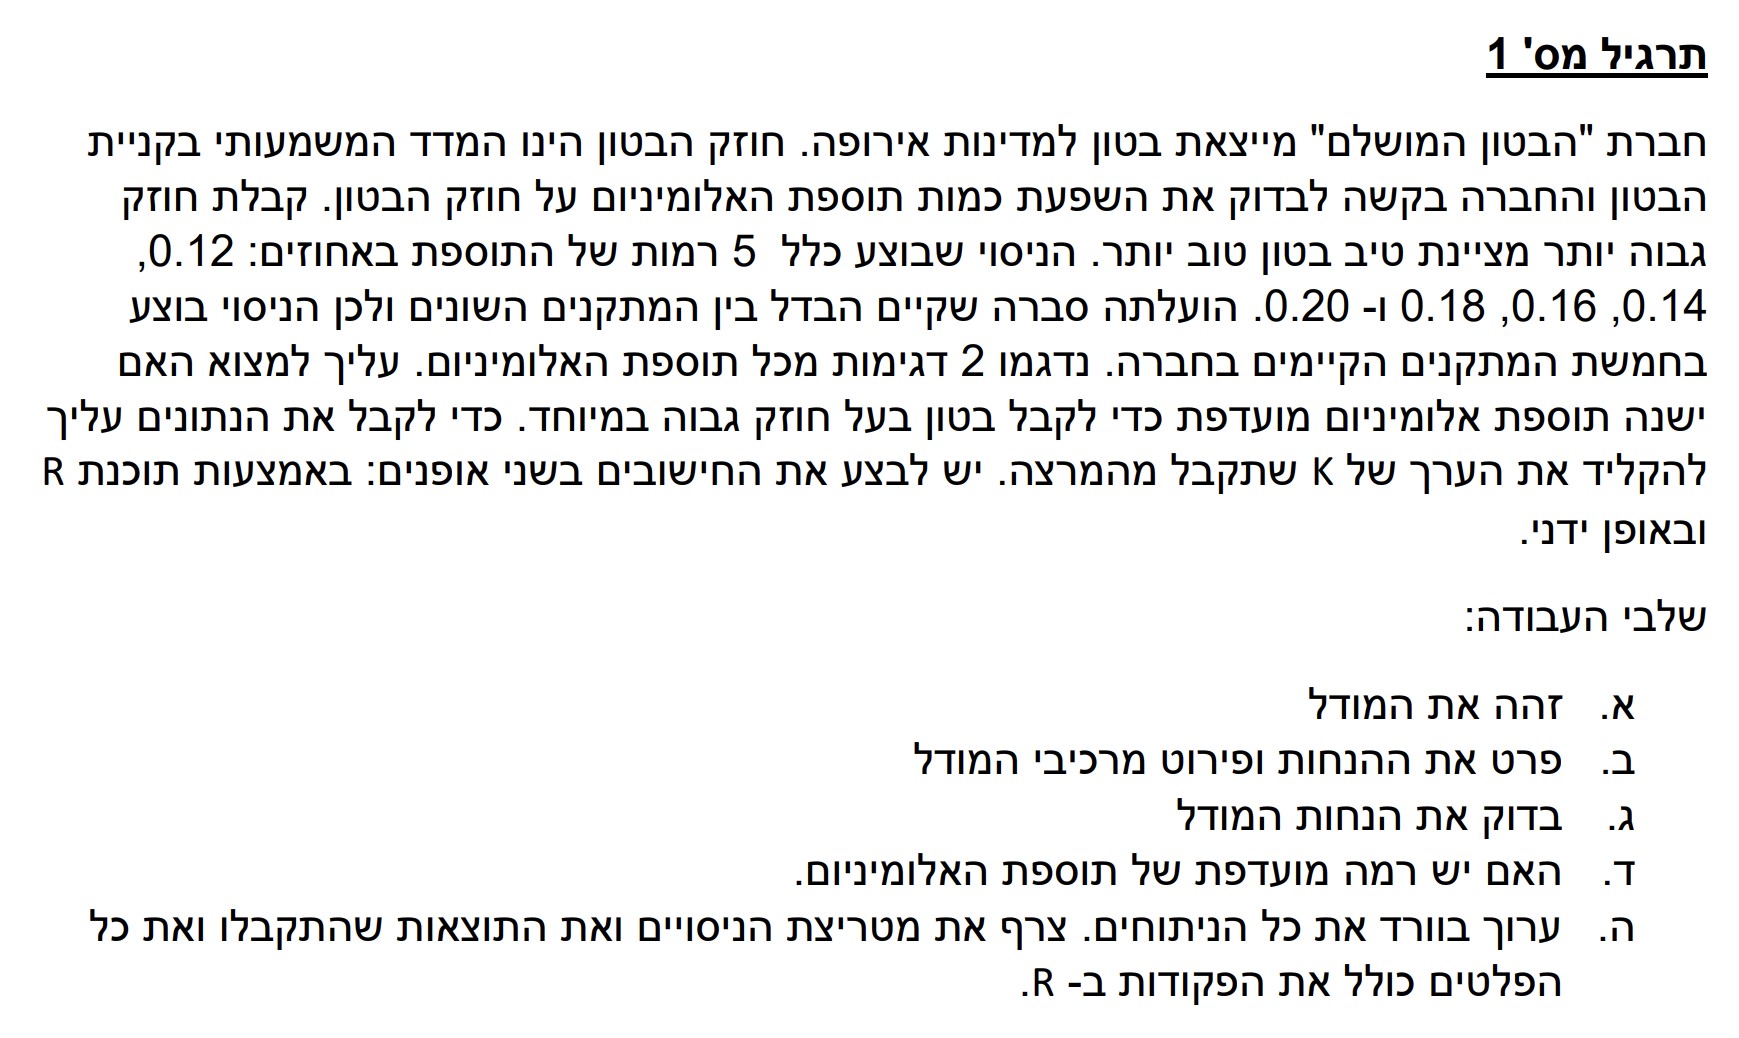 תרגיל מס' 1
חברת "הבטון המושלם" מייצאת בטון למדינות אירופה. חוזק הבטון הינו המדד המשמעותי בקניית
הבטון והחברה בקשה לבדוק את השפעת כמות תוספת האלומיניום על חוזק הבטון. קבלת חוזק
גבוה יותר מציינת טיב בטון טוב יותר. הניסוי שבוצע כלל 5 רמות של התוספת באחוזים: 0.12,
0.14, 0.16, 0.18 ו- 0.20. הועלתה סברה שקיים הבדל בין המתקנים השונים ולכן הניסוי בוצע
בחמשת המתקנים הקיימים בחברה. נדגמו 2 דגימות מכל תוספת האלומיניום. עליך למצוא האם
ישנה תוספת אלומיניום מועדפת כדי לקבל בטון בעל חוזק גבוה במיוחד. כדי לקבל את הנתונים עליך
להקליד את הערך של K שתקבל מהמרצה. יש לבצע את החישובים בשני אופנים: באמצעות תוכנת R
ובאופן ידני.
שלבי העבודה:
א. זהה את המודל
ב. פרט את ההנחות ופירוט מרכיבי המודל
ג. בדוק את הנחות המודל
ד. האם יש רמה מועדפת של תוספת האלומיניום.
ה. ערוך בוורד את כל הניתוחים. צרף את מטריצת הניסויים ואת התוצאות שהתקבלו ואת כל
הפלטים כולל את הפקודות ב- R.